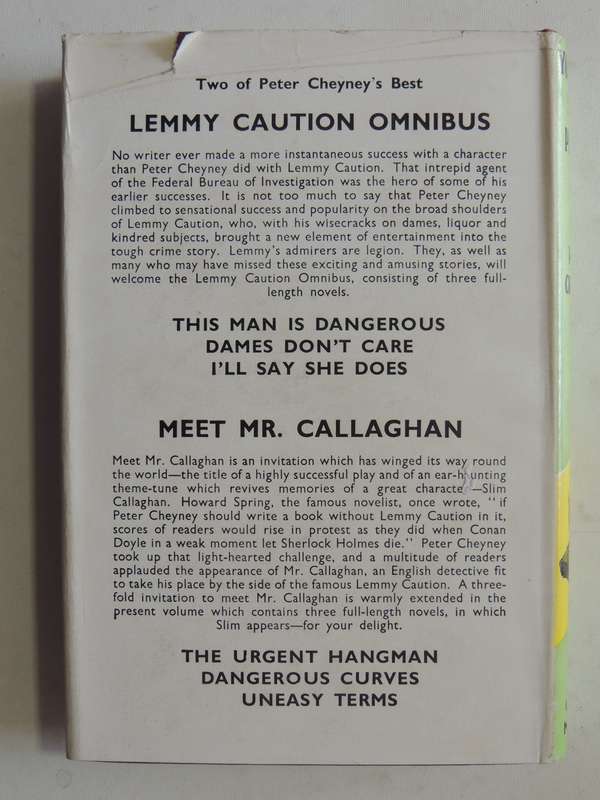 Two of Peter Cheyney's Best
LEMMY CAUTION OMNIBUS
No writer ever made a more instantaneous success with a character
than Peter Cheyney did with Lemmy Caution. That intrepid agent
of the Federal Bureau of Investigation was the hero of some of his
earlier successes. It is not too much to say that Peter Cheyney
climbed to sensational success and popularity on the broad shoulders
of Lemmy Caution, who, with his wisecracks on dames, liquor and
kindred subjects, brought a new element of entertainment into the
tough crime story. Lemmy's admirers are legion. They, as well as
many who may have missed these exciting and amusing stories, will
welcome the Lemmy Caution Omnibus, consisting of three full-
length novels.
THIS MAN IS DANGEROUS
DAMES DON'T CARE
I'LL SAY SHE DOES
MEET MR. CALLAGHAN
Meet Mr. Callaghan is an invitation which has winged its way round
the world—the title of a highly successful play and of an ear-h unting
theme-tune which revives memories of a great characte —Slim
Callaghan. Howard Spring, the famous novelist, once wrote, "if
Peter Cheyney should write a book without Lemmy Caution in it,
scores of readers would rise in protest as they did when Conan
Doyle in a weak moment let Sherlock Holmes die." Peter Cheyney
took up that light-hearted challenge, and a multitude of readers
applauded the appearance of Mr. Callaghan, an English detective fit
to take his place by the side of the famous Lemmy Caution. A three-
fold invitation to meet Mr. Callaghan is warmly extended in the
present volume which contains three full-length novels, in which
Slim appears—for your delight.
THE URGENT HANGMAN
DANGEROUS CURVES
UNEASY TERMS